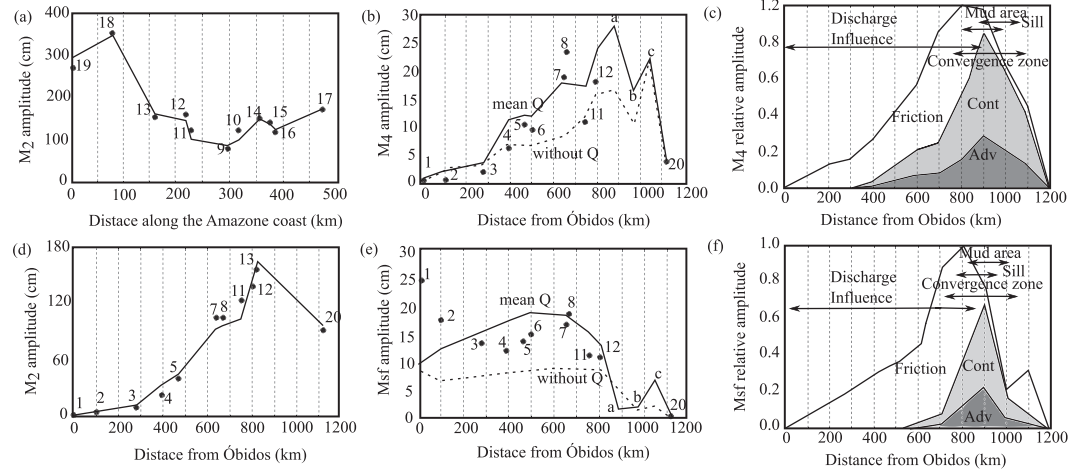 (a)
400
300
200
100
0
M2 amplitude (cm)
18
19
13
12
11
9
10
14
15
16
17
0 100 200 300 400 500
Distace along the Amazone coast (km)
(b)
30
25
20
15
10
5
0
M4 amplitude (cm)
a
8
7
12
c
b
mean Q
5
6
4
11
without Q
1
2
3
20
0 200 400 600 800 1000 1200
Distance from Óbidos (km)
(c)
1.2
1.0
0.6
0.4
0.2
0.0
M4 relative amplitude
Discharge
Influence
Mud area
Sill
Convergence zone
Friction
Cont
Adv
0 200 400 600 800 1000 1200
Distance from Obidos (km)
(d)
180
120
60
0
M2 amplitude (cm)
13
12
11
7 8
5
4
3
2
1
20
0 200 400 600 800 1000 1200
Distace from Óbidos (km)
(e)
30
25
20
15
10
5
0
Msf amplitude (cm)
1
2
mean Q
8
7
6
5
4
3
11
12
without Q
a
b
c
20
0 200 400 600 800 1000 1200
Distace from Óbidos (km)
(f)
1.0
0.8
0.6
0.4
0.2
0.0
Msf relative amplitude
Discharge
Influence
Mud area
Sill
Convergence zone
Friction
Cont
Adv
0 200 400 600 800 1000 1200
Distance from Obidos (km)